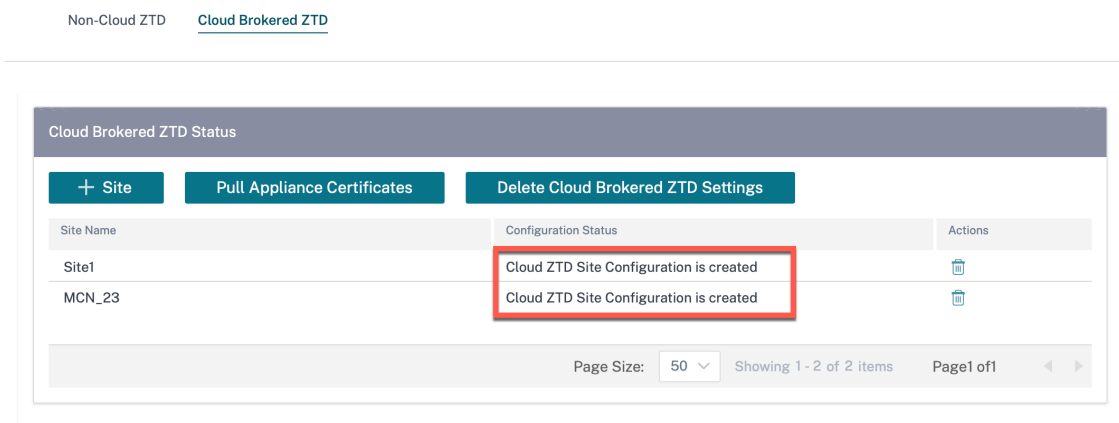 Non-Cloud ZTD Cloud Brokered ZTD
Cloud Brokered ZTD Status
+ Site Pull Appliance Certificates Delete Cloud Brokered ZTD Settings
Site Name Configuration Status Actions
Site1 Cloud ZTD Site Configuration is created
MCN_23 Cloud ZTD Site Configuration is created
Page Size: 50 Showing 1 - 2 of 2 items Page1 of1